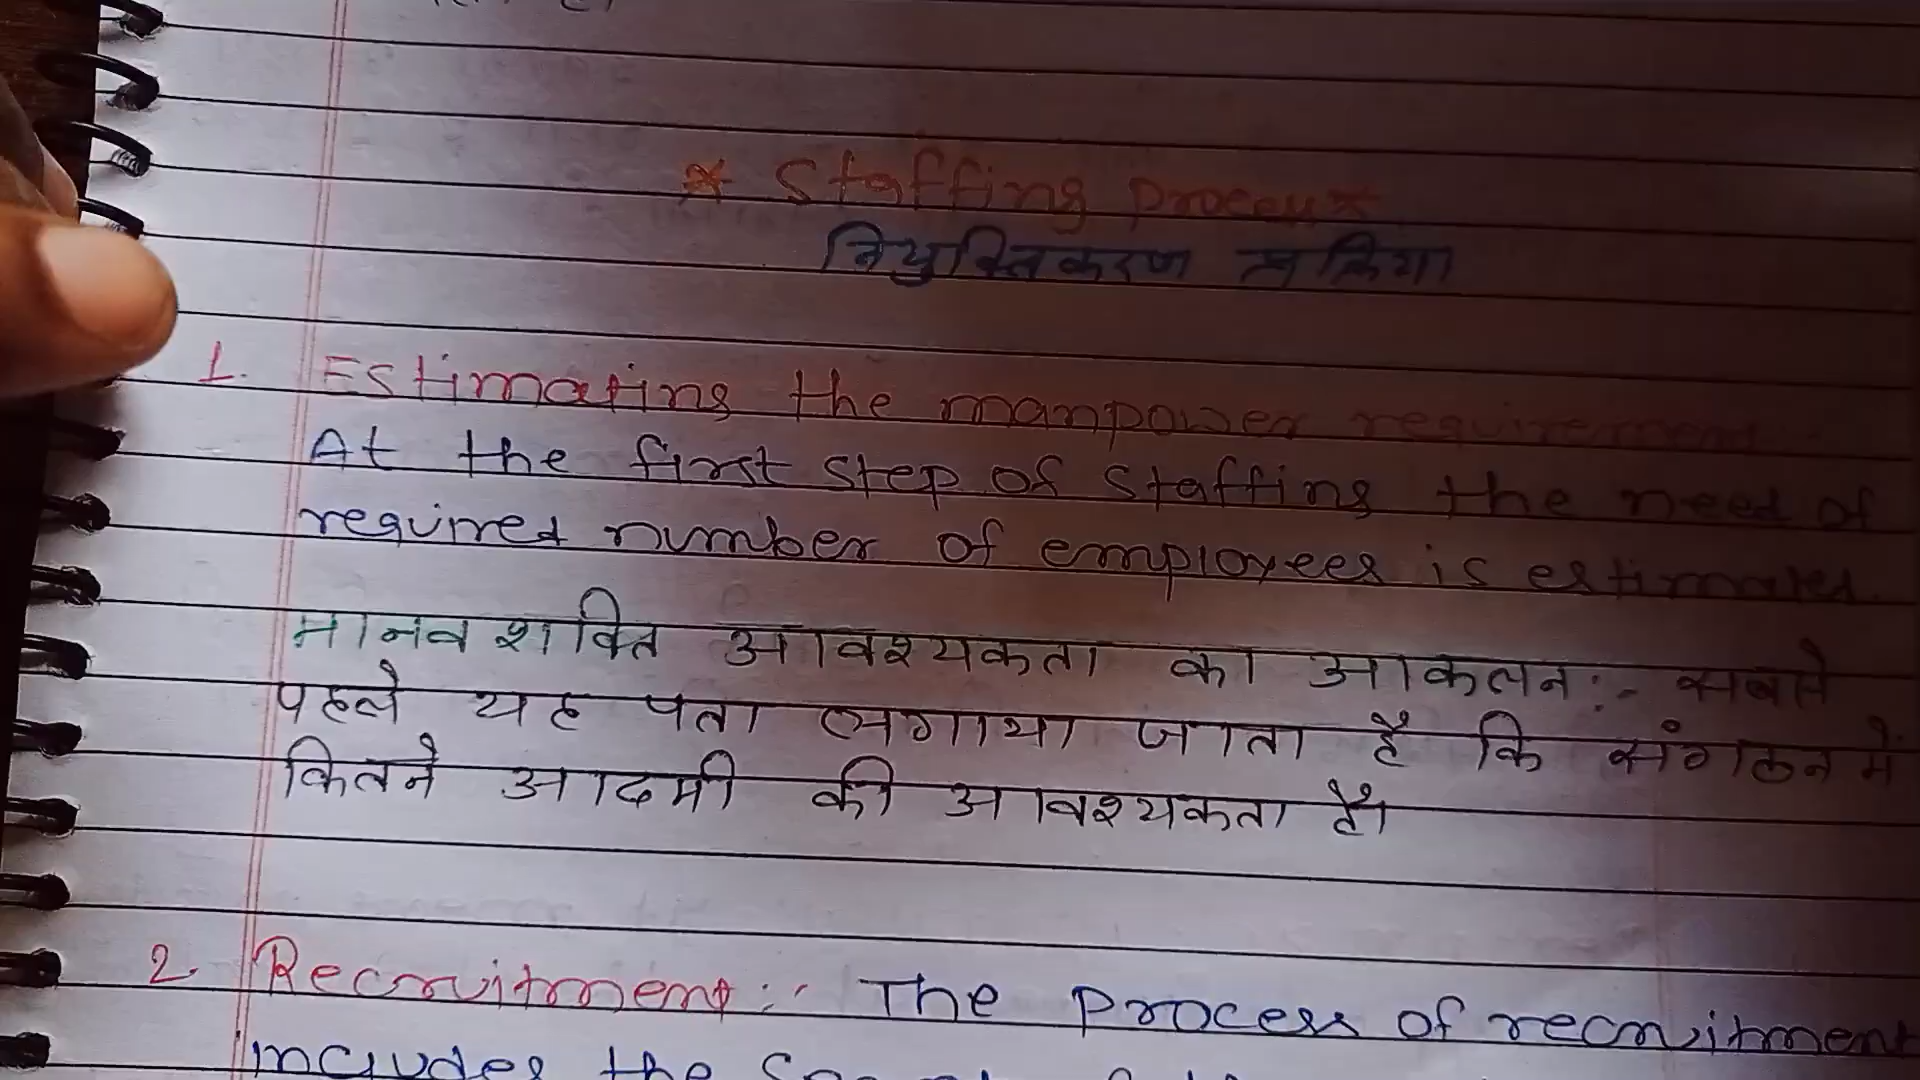 * Staffing process *
नियुक्तिकरण प्रक्रिया
1. Estimating the manpower requirement :-
At the first step of staffing the need of
required number of employees is estimated.
मानव शक्ति आवश्यकता का आकलन :- सबसे
पहले यह पता लगाया जाता है कि संगठन में
कितने आदमी की आवश्यकता है।
2. Recruitment :- The process of recruitment
includes the